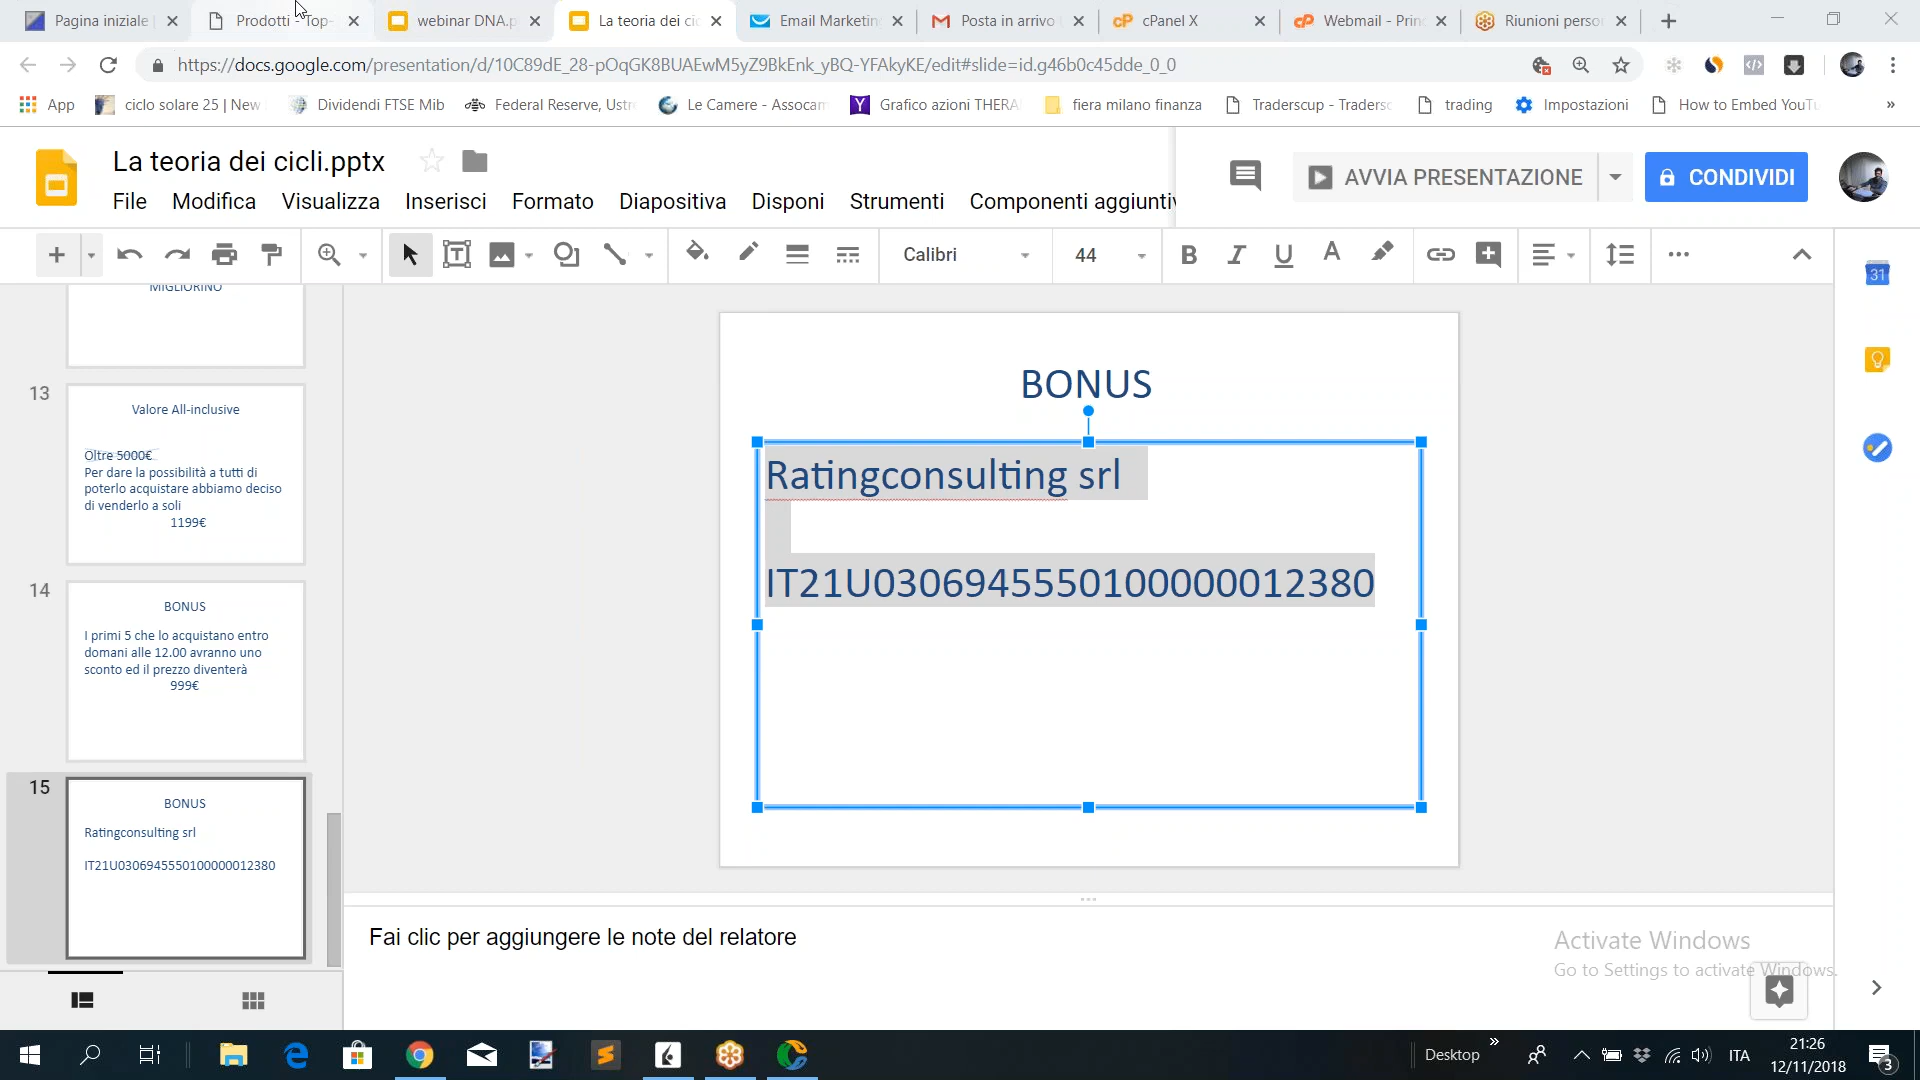 Pagina iniziale
Prodotti - Top-
webinar DNA.p
La teoria dei cic
Email Marketin
Posta in arrivo
cPanel X
Webmail - Princ
Riunioni perso
https://docs.google.com/presentation/d/10C89dE_28-pOqGK8BUAEwM5yZ9BkEnk_yBQ-YFAkyKE/edit#slide=id.g46b0c45dde_0_0
App
ciclo solare 25 | New
Dividendi FTSE Mib
Federal Reserve, Ustr
Le Camere - Assocam
Grafico azioni THERA
fiera milano finanza
Traderscup - Tradersc
trading
Impostazioni
How to Embed YouTu
»
La teoria dei cicli.pptx
AVVIA PRESENTAZIONE
CONDIVIDI
File Modifica Visualizza Inserisci Formato Diapositiva Disponi Strumenti Componenti aggiuntiv
Calibri
44
B I U A
31
MIGLIORINO
13
Valore All-inclusive
Oltre 5000€
Per dare la possibilità a tutti di
poterlo acquistare abbiamo deciso
di venderlo a soli
1199€
14
BONUS
I primi 5 che lo acquistano entro
domani alle 12.00 avranno uno
sconto ed il prezzo diventerà
999€
15
BONUS
Ratingconsulting srl
IT21U0306945550100000012380
BONUS
Ratingconsulting srl
IT21U0306945550100000012380
Fai clic per aggiungere le note del relatore
Activate Windows
Go to Settings to activate Windows.
Desktop
»
ITA
21:26
12/11/2018
3